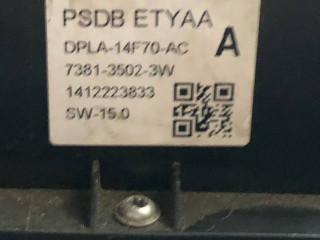 PSDB ETYAA
DPLA-14F70-AC A
7381-3502-3W
1412223833
SW-15.0